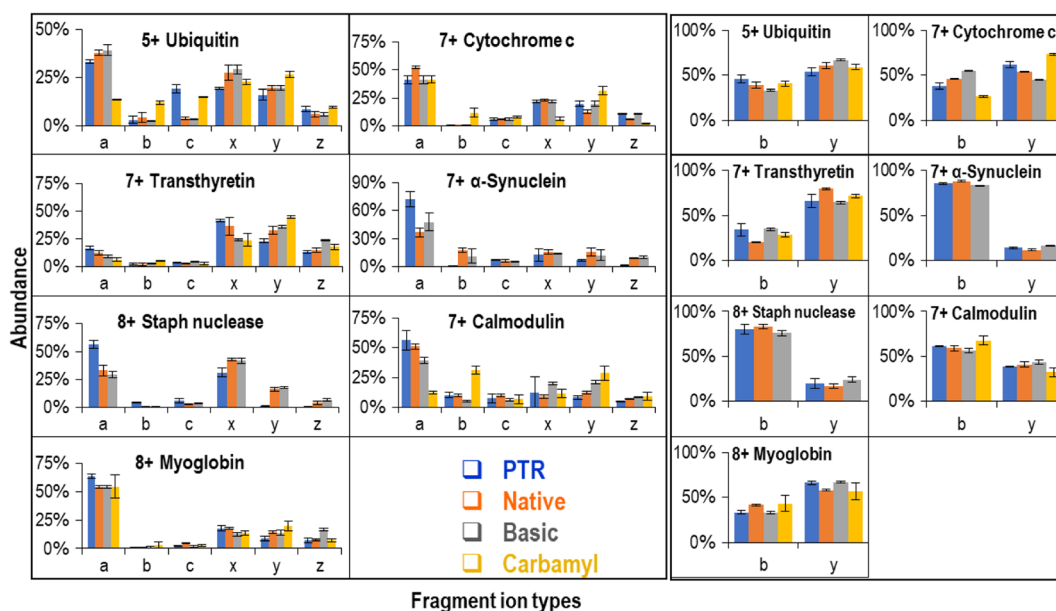 5+ Ubiquitin
50%
25%
0%
a b c x y z
7+ Cytochrome c
75%
50%
25%
0%
a b c x y z
5+ Ubiquitin
100%
50%
0%
b y
7+ Cytochrome c
100%
50%
0%
b y
7+ Transthyretin
75%
50%
25%
0%
a b c x y z
7+ α-Synuclein
90%
60%
30%
0%
a b c x y z
7+ Transthyretin
100%
50%
0%
b y
7+ α-Synuclein
100%
50%
0%
b y
Abundance
8+ Staph nuclease
75%
50%
25%
0%
a b c x y z
7+ Calmodulin
75%
50%
25%
0%
a b c x y z
8+ Staph nuclease
100%
50%
0%
b y
7+ Calmodulin
100%
50%
0%
b y
8+ Myoglobin
75%
50%
25%
0%
a b c x y z
PTR
Native
Basic
Carbamyl
8+ Myoglobin
100%
50%
0%
b y
Fragment ion types